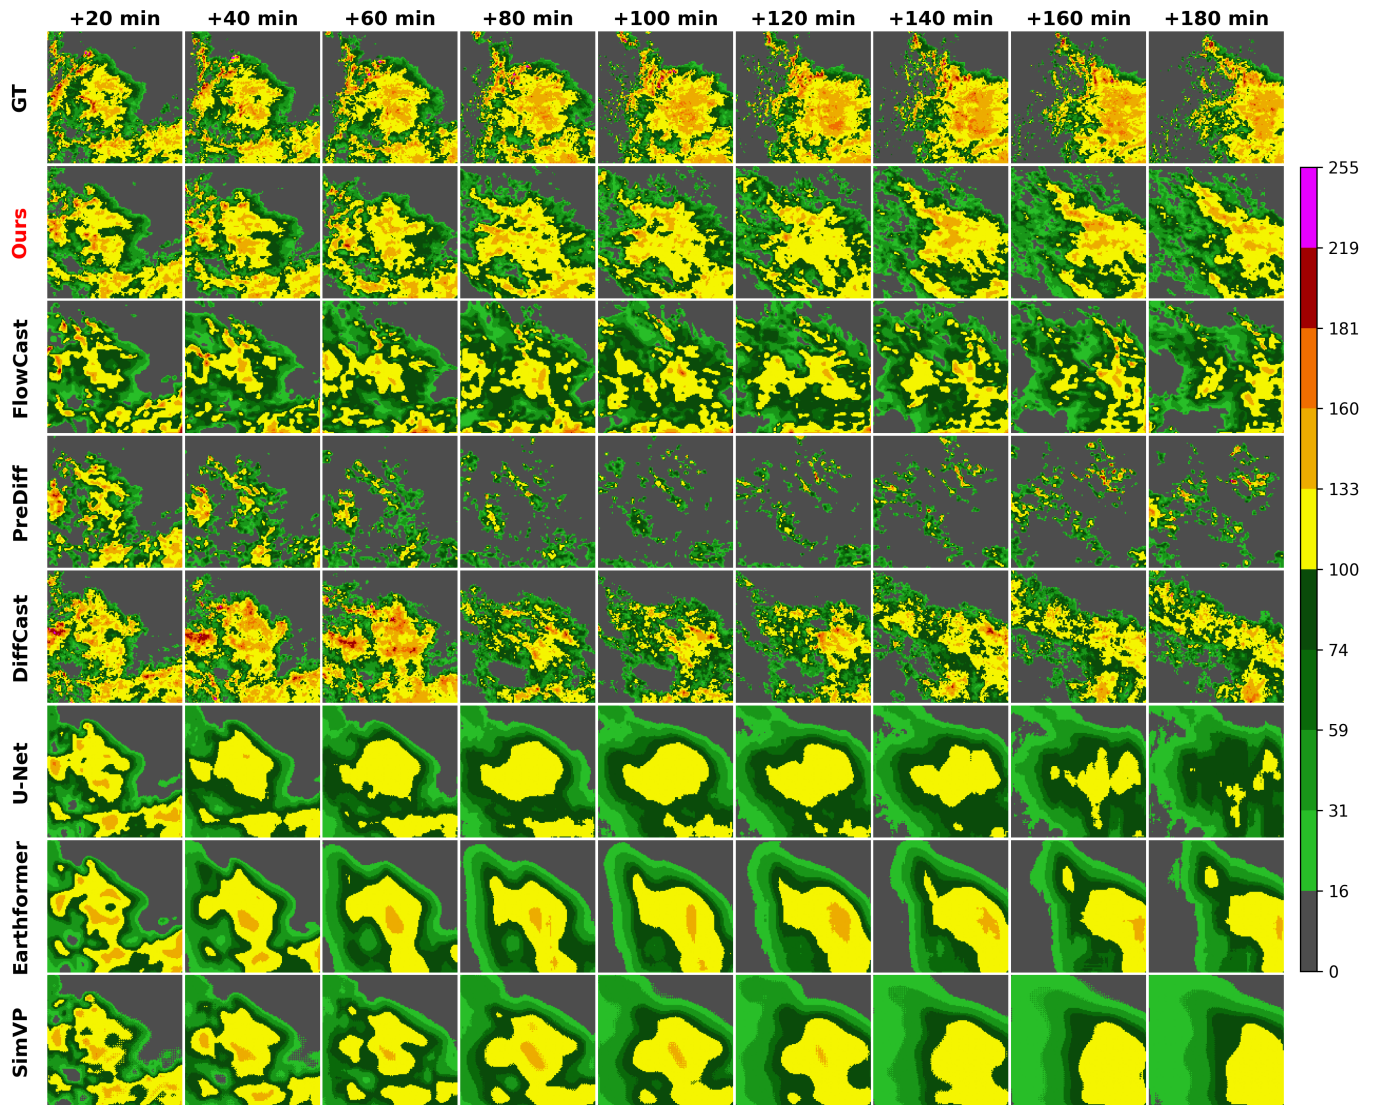 +20 min +40 min +60 min +80 min +100 min +120 min +140 min +160 min +180 min
GT
Ours
FlowCast
PreDiff
DiffCast
U-Net
Earthformer
SimVP
255
219
181
160
133
100
74
59
31
16
0